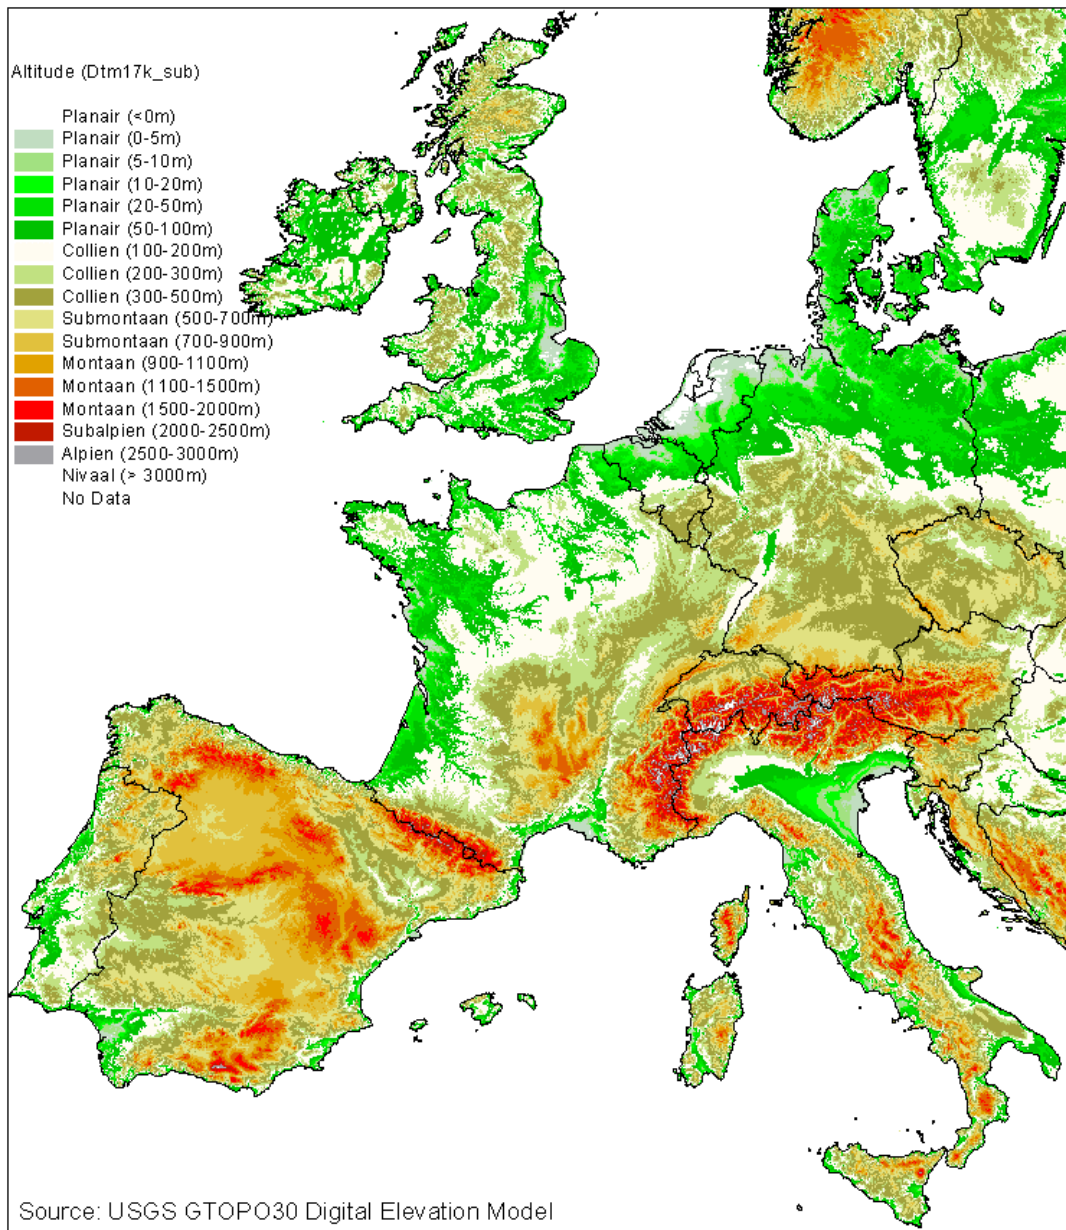 Altitude (Dtm17k_sub)
Planair (<0m)
Planair (0-5m)
Planair (5-10m)
Planair (10-20m)
Planair (20-50m)
Planair (50-100m)
Collien (100-200m)
Collien (200-300m)
Collien (300-500m)
Submontaan (500-700m)
Submontaan (700-900m)
Montaan (900-1100m)
Montaan (1100-1500m)
Montaan (1500-2000m)
Subalpien (2000-2500m)
Alpien (2500-3000m)
Nivaal (> 3000m)
No Data
Source: USGS GTOPO30 Digital Elevation Model